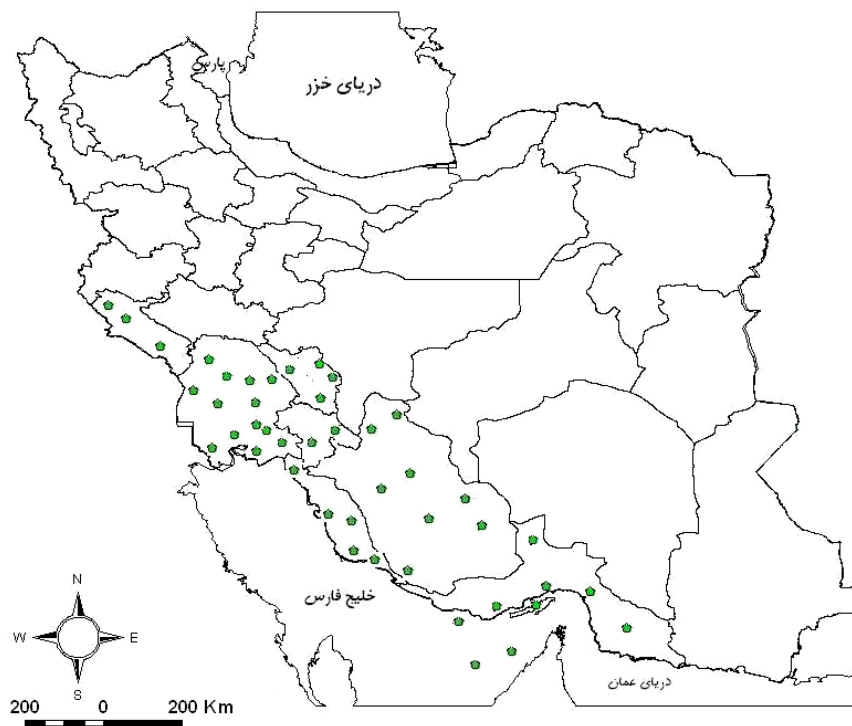 پارس
دریای خزر
خلیج فارس
دریای عمان
N
W
E
S
200 0 200 Km